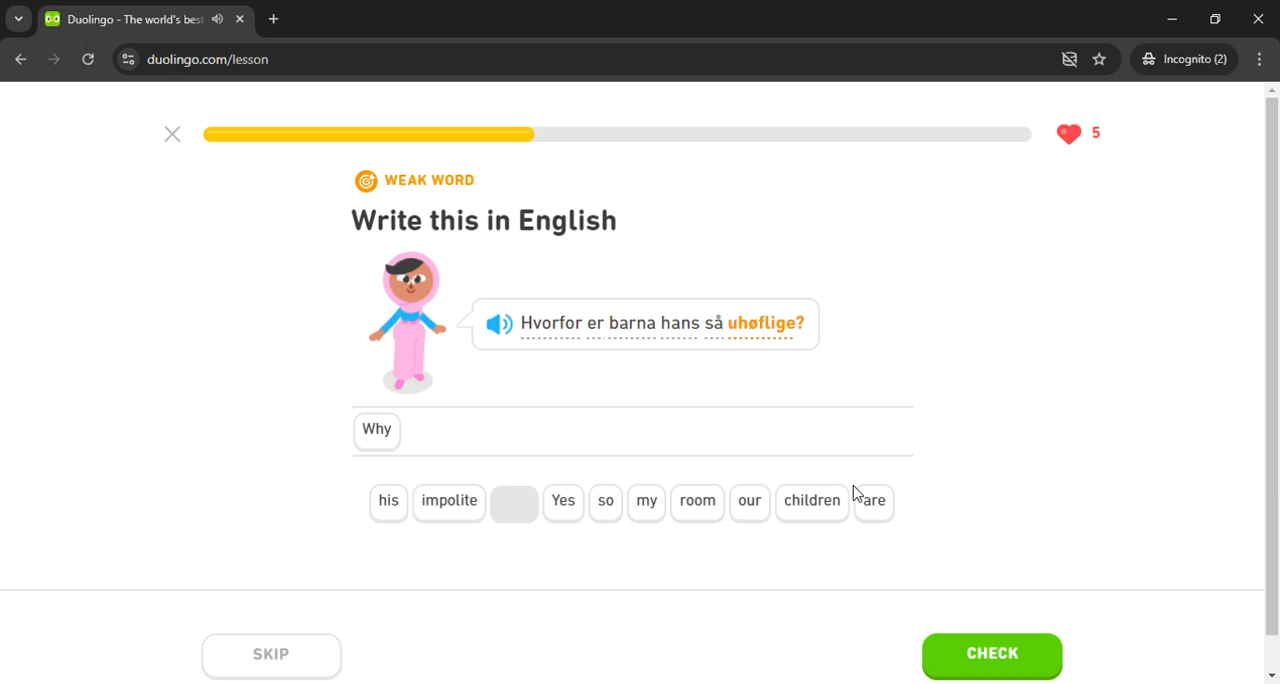 Duolingo - The world's bes
duolingo.com/lesson
Incognito (2)
5
WEAK WORD
Write this in English
Hvorfor er barna hans så uhøflige?
Why
his impolite Yes so my room our children are
SKIP CHECK